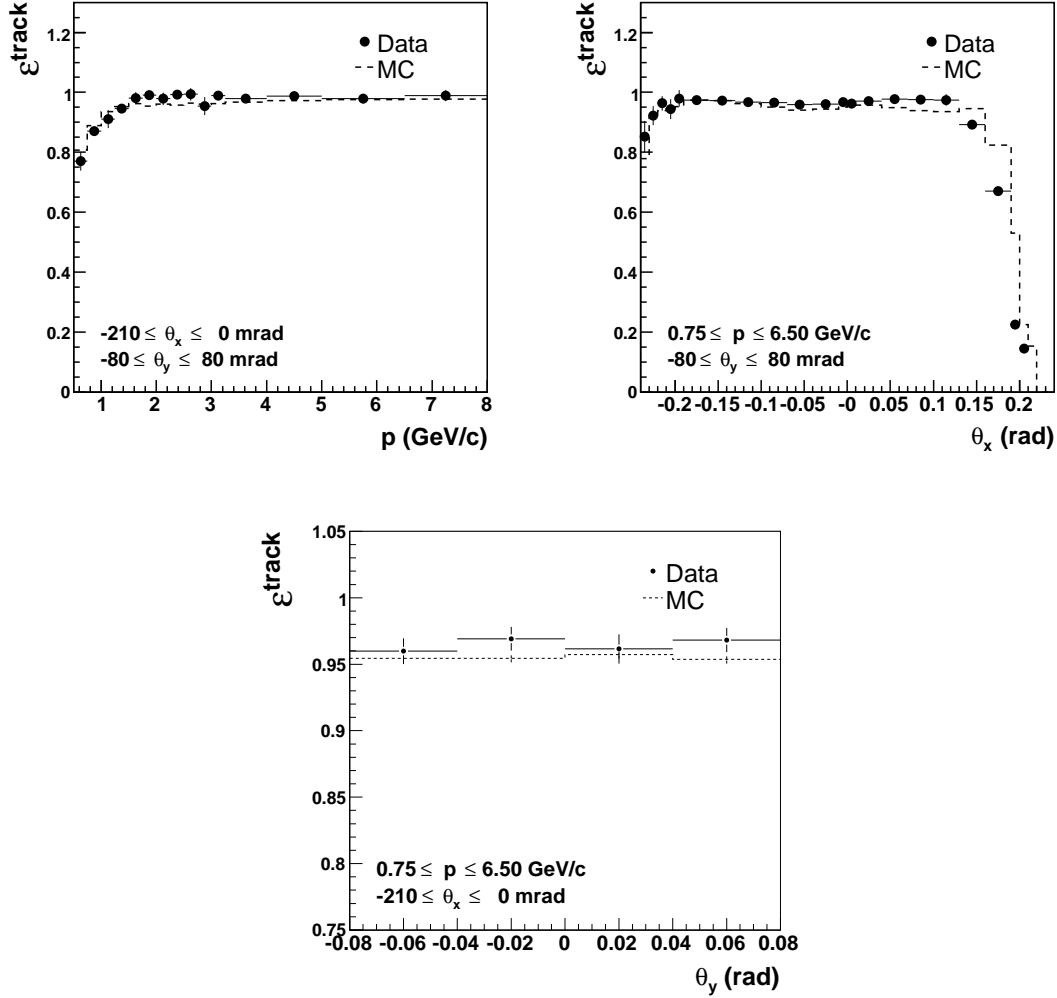 εtrack
1.2
1
0.8
0.6
0.4
0.2
0
Data
MC
-210 ≤ θx ≤ 0 mrad
-80 ≤ θy ≤ 80 mrad
1 2 3 4 5 6 7 8
p (GeV/c)
εtrack
1.2
1
0.8
0.6
0.4
0.2
0
Data
MC
0.75 ≤ p ≤ 6.50 GeV/c
-80 ≤ θy ≤ 80 mrad
-0.2 -0.15 -0.1 -0.05 -0 0.05 0.1 0.15 0.2
θx (rad)
εtrack
1.05
1
0.95
0.9
0.85
0.8
0.75
Data
MC
0.75 ≤ p ≤ 6.50 GeV/c
-210 ≤ θx ≤ 0 mrad
-0.08 -0.06 -0.04 -0.02 0 0.02 0.04 0.06 0.08
θy (rad)